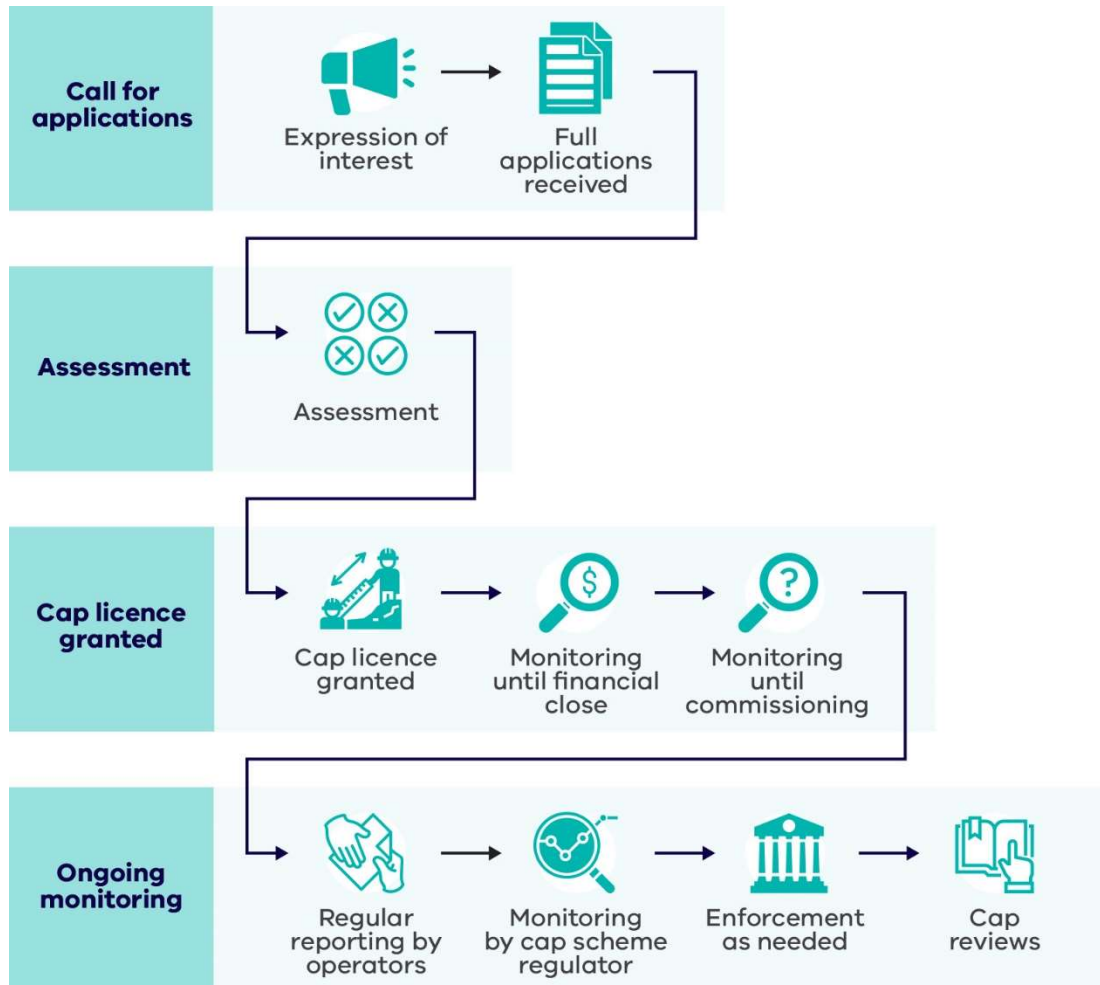 Call for
applications
Expression of
interest
Full
applications
received
Assessment
Assessment
Cap licence
granted
Cap licence
granted
$
Monitoring
until financial
close
?
Monitoring
until
commissioning
Ongoing
monitoring
Regular
reporting by
operators
Monitoring
by cap scheme
regulator
Enforcement
as needed
Cap
reviews